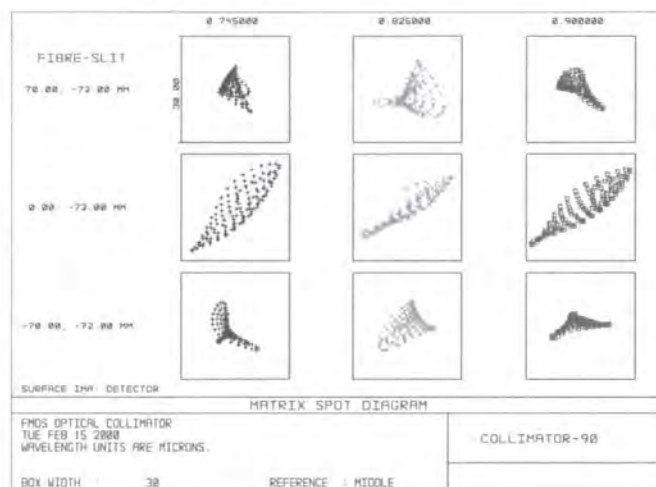 0.745000 0.825000 0.900000
FIBRE-SLIT
70.00, -72.00 MM
30.00
0.00, -72.00 MM
-70.00, -72.00 MM
SURFACE IMA: DETECTOR
MATRIX SPOT DIAGRAM
FMOS OPTICAL COLLIMATOR
TUE FEB 15 2000
WAVELENGTH UNITS ARE MICRONS.
COLLIMATOR-90
BOX WIDTH : 30 REFERENCE : MIDDLE